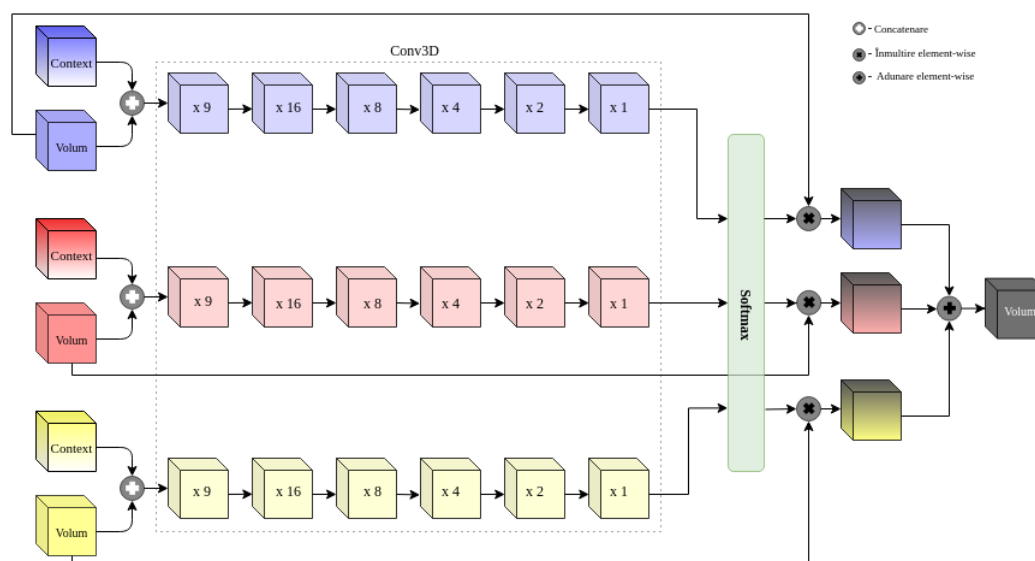 Context
Volum
Conv3D
x 9
x 16
x 8
x 4
x 2
x 1
- Concatenare
- Înmultire element-wise
- Adunare element-wise
Context
Volum
x 9
x 16
x 8
x 4
x 2
x 1
Softmax
Volum
Context
Volum
x 9
x 16
x 8
x 4
x 2
x 1